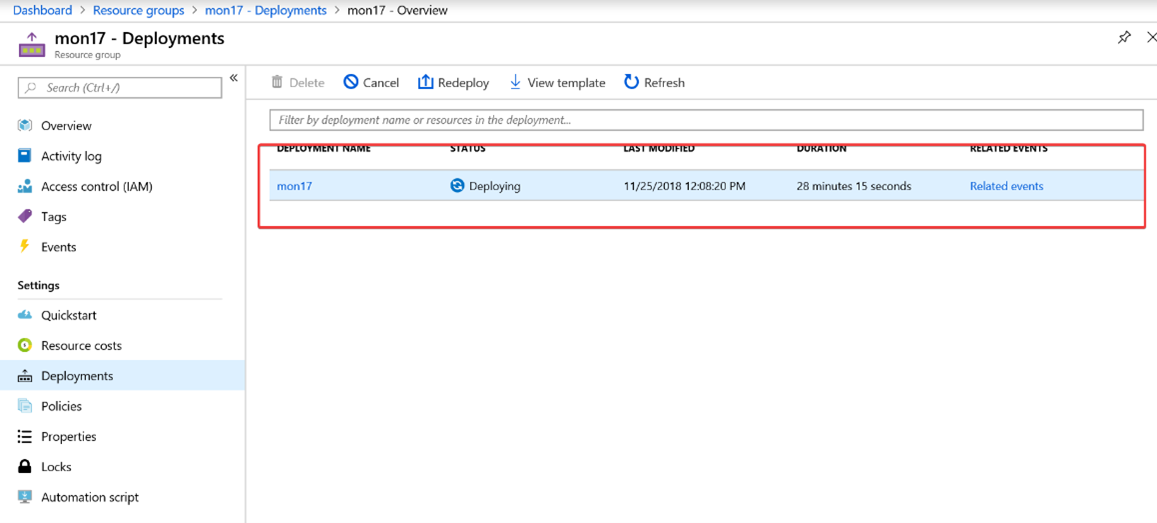 Dashboard > Resource groups > mon17 - Deployments > mon17 - Overview
mon17 - Deployments
Resource group
Search (Ctrl+/)
«
Overview
Activity log
Access control (IAM)
Tags
Events
Settings
Quickstart
Resource costs
Deployments
Policies
Properties
Locks
Automation script
Delete Cancel Redeploy View template Refresh
Filter by deployment name or resources in the deployment...
DEPLOYMENT NAME STATUS LAST MODIFIED DURATION RELATED EVENTS
mon17 Deploying 11/25/2018 12:08:20 PM 28 minutes 15 seconds Related events